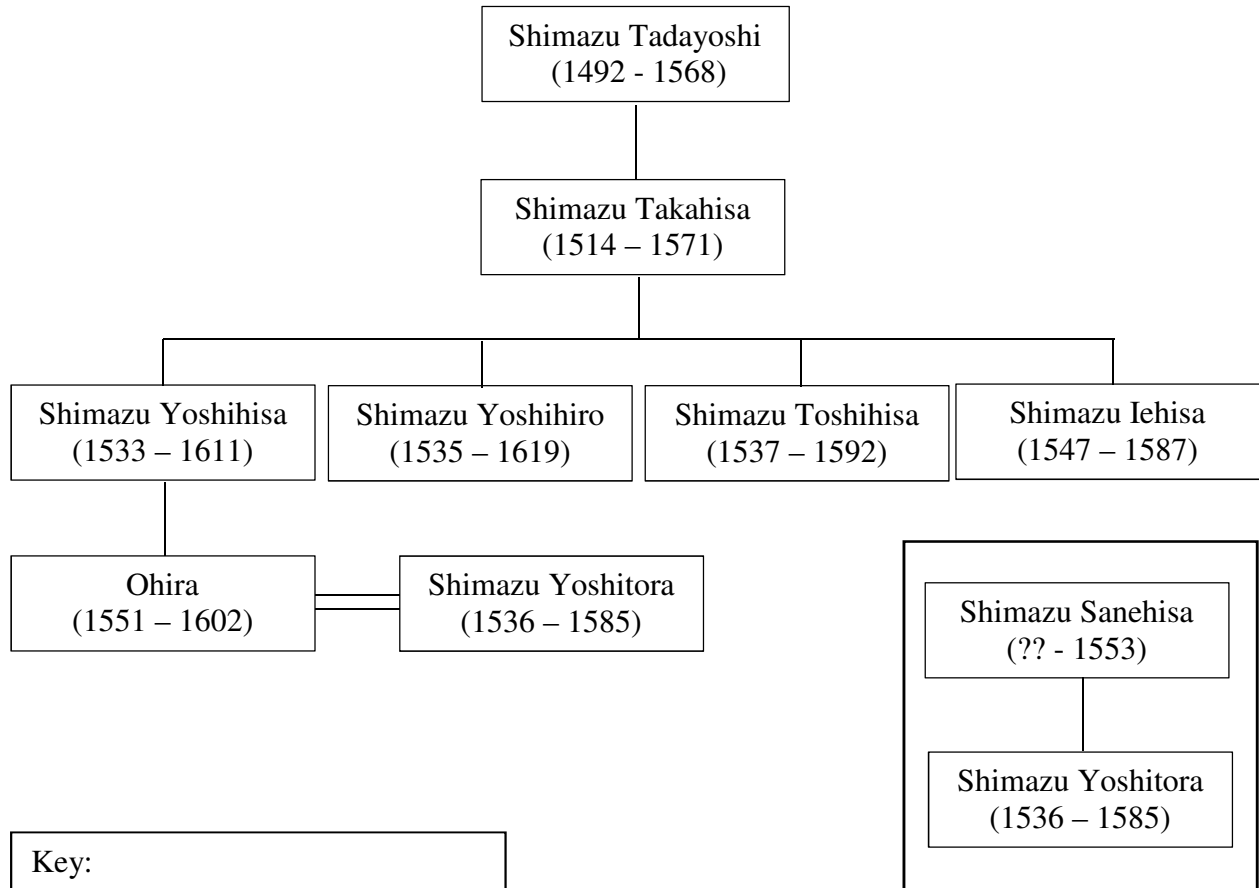 Shimazu Tadayoshi
(1492 - 1568)
Shimazu Takahisa
(1514 – 1571)
Shimazu Yoshihisa
(1533 – 1611)
Shimazu Yoshihiro
(1535 – 1619)
Shimazu Toshihisa
(1537 – 1592)
Shimazu Iehisa
(1547 – 1587)
Ohira
(1551 – 1602)
Shimazu Yoshitora
(1536 – 1585)
Shimazu Sanehisa
(?? - 1553)
Shimazu Yoshitora
(1536 – 1585)
Key: